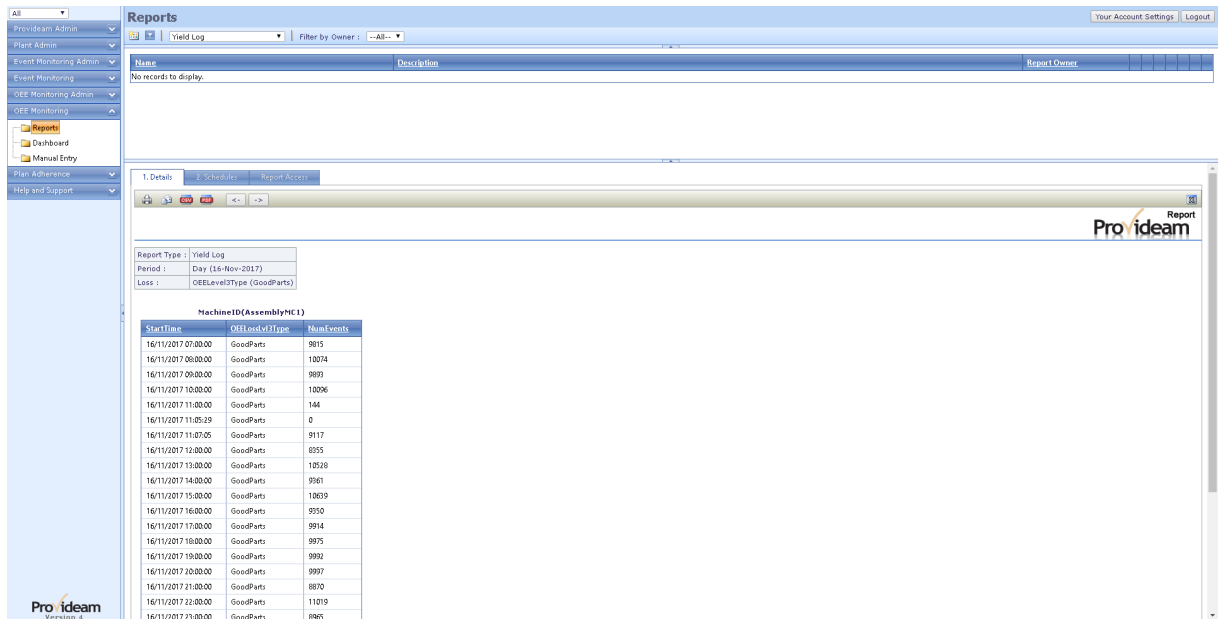 All
Provideam Admin
Plant Admin
Event Monitoring Admin
Event Monitoring
OEE Monitoring Admin
OEE Monitoring
Reports
Dashboard
Manual Entry
Plan Adherence
Help and Support
Provideam
Version 4
Reports
Your Account Settings Logout
Yield Log Filter by Owner : --All--
Name Description Report Owner
No records to display.
1. Details 2. Schedules Report Access
CSV PDF <- ->
Report
Provideam
Report Type : Yield Log
Period : Day (16-Nov-2017)
Loss : OEELevel3Type (GoodParts)
MachineID(AssemblyMC1)
StartTime OEELossLvl3Type NumEvents
16/11/2017 07:00:00 GoodParts 9815
16/11/2017 08:00:00 GoodParts 10074
16/11/2017 09:00:00 GoodParts 9893
16/11/2017 10:00:00 GoodParts 10096
16/11/2017 11:00:00 GoodParts 144
16/11/2017 11:05:29 GoodParts 0
16/11/2017 11:07:05 GoodParts 9117
16/11/2017 12:00:00 GoodParts 8355
16/11/2017 13:00:00 GoodParts 10528
16/11/2017 14:00:00 GoodParts 9361
16/11/2017 15:00:00 GoodParts 10639
16/11/2017 16:00:00 GoodParts 9350
16/11/2017 17:00:00 GoodParts 9914
16/11/2017 18:00:00 GoodParts 9975
16/11/2017 19:00:00 GoodParts 9992
16/11/2017 20:00:00 GoodParts 9997
16/11/2017 21:00:00 GoodParts 8870
16/11/2017 22:00:00 GoodParts 11019
16/11/2017 23:00:00 GoodParts 8965